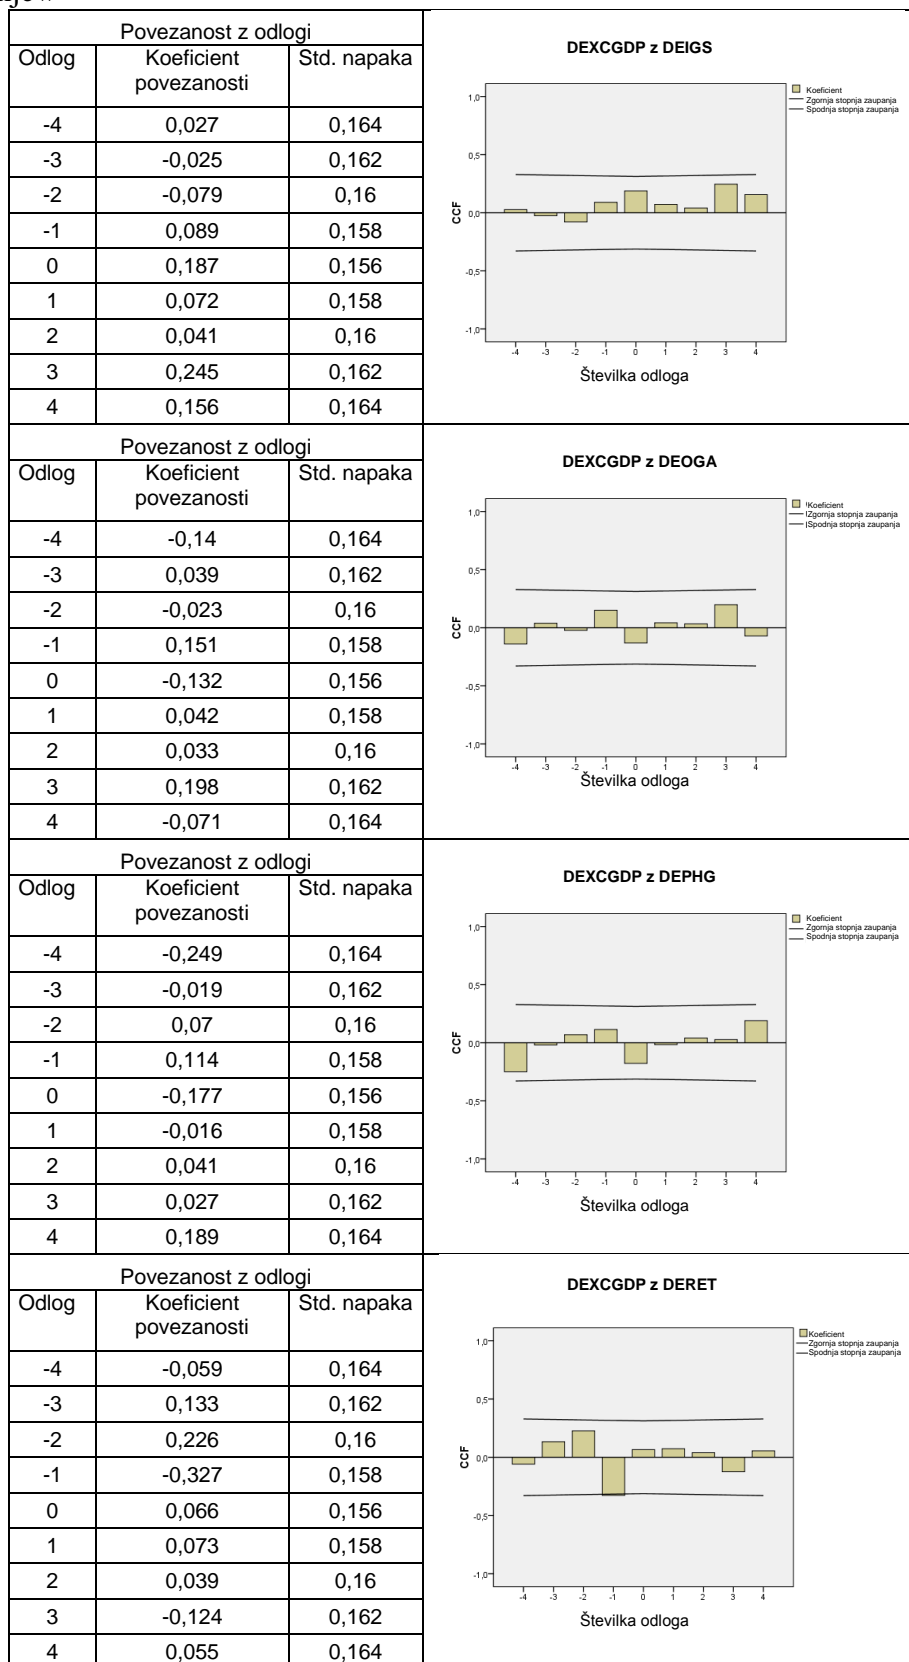 Povezanost z odlogi
Odlog Koeficient povezanosti Std. napaka
-4 0,027 0,164
-3 -0,025 0,162
-2 -0,079 0,16
-1 0,089 0,158
0 0,187 0,156
1 0,072 0,158
2 0,041 0,16
3 0,245 0,162
4 0,156 0,164
DEXCGDP z DEIGS
Koeficient
Zgornja stopnja zaupanja
Spodnja stopnja zaupanja
1,0
0,5
0,0
-0,5
-1,0
CCF
-4 -3 -2 -1 0 1 2 3 4
Številka odloga
Povezanost z odlogi
Odlog Koeficient povezanosti Std. napaka
-4 -0,14 0,164
-3 0,039 0,162
-2 -0,023 0,16
-1 0,151 0,158
0 -0,132 0,156
1 0,042 0,158
2 0,033 0,16
3 0,198 0,162
4 -0,071 0,164
DEXCGDP z DEOGA
Koeficient
Zgornja stopnja zaupanja
Spodnja stopnja zaupanja
1,0
0,5
0,0
-0,5
-1,0
CCF
-4 -3 -2 -1 0 1 2 3 4
Številka odloga
Povezanost z odlogi
Odlog Koeficient povezanosti Std. napaka
-4 -0,249 0,164
-3 -0,019 0,162
-2 0,07 0,16
-1 0,114 0,158
0 -0,177 0,156
1 -0,016 0,158
2 0,041 0,16
3 0,027 0,162
4 0,189 0,164
DEXCGDP z DEPHG
Koeficient
Zgornja stopnja zaupanja
Spodnja stopnja zaupanja
1,0
0,5
0,0
-0,5
-1,0
CCF
-4 -3 -2 -1 0 1 2 3 4
Številka odloga
Povezanost z odlogi
Odlog Koeficient povezanosti Std. napaka
-4 -0,059 0,164
-3 0,133 0,162
-2 0,226 0,16
-1 -0,327 0,158
0 0,066 0,156
1 0,073 0,158
2 0,039 0,16
3 -0,124 0,162
4 0,055 0,164
DEXCGDP z DERET
Koeficient
Zgornja stopnja zaupanja
Spodnja stopnja zaupanja
1,0
0,5
0,0
-0,5
-1,0
CCF
-4 -3 -2 -1 0 1 2 3 4
Številka odloga